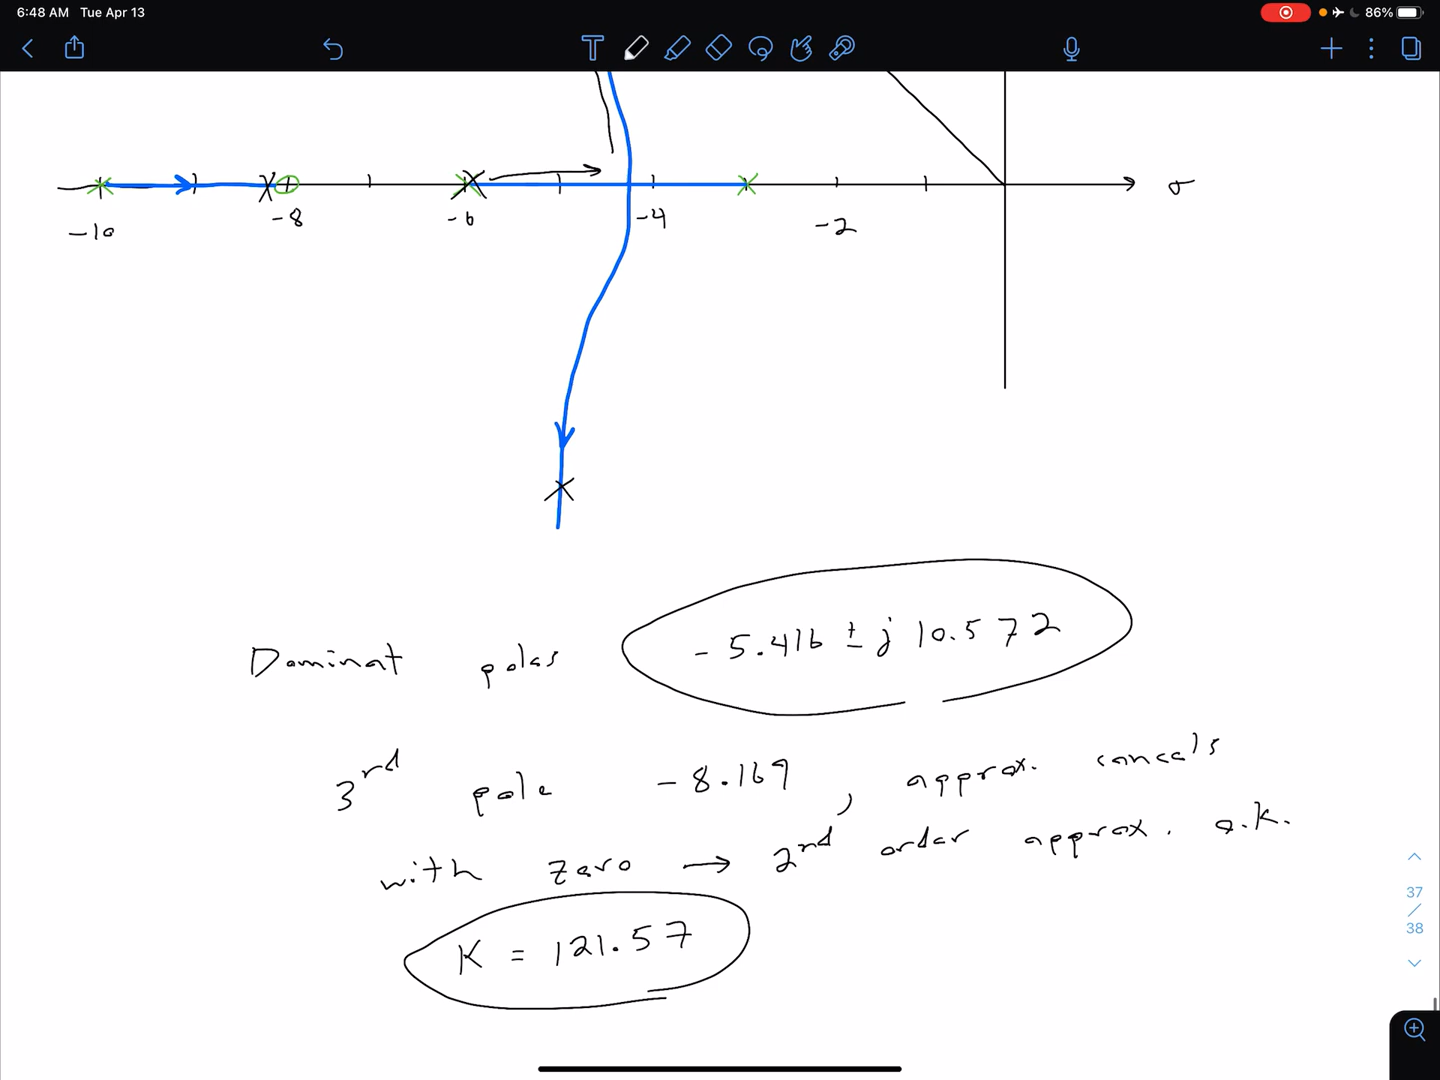 6:48 AM Tue Apr 13
86%
σ
-10
-8
-6
-4
-2
Dominat polas -5.416 ± j 10.572
3rd pole -8.169, approx. cancels
with zero → 2nd order approx. o.k.
K = 121.57
37
/
38